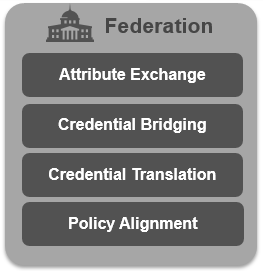 Federation
Attribute Exchange
Credential Bridging
Credential Translation
Policy Alignment